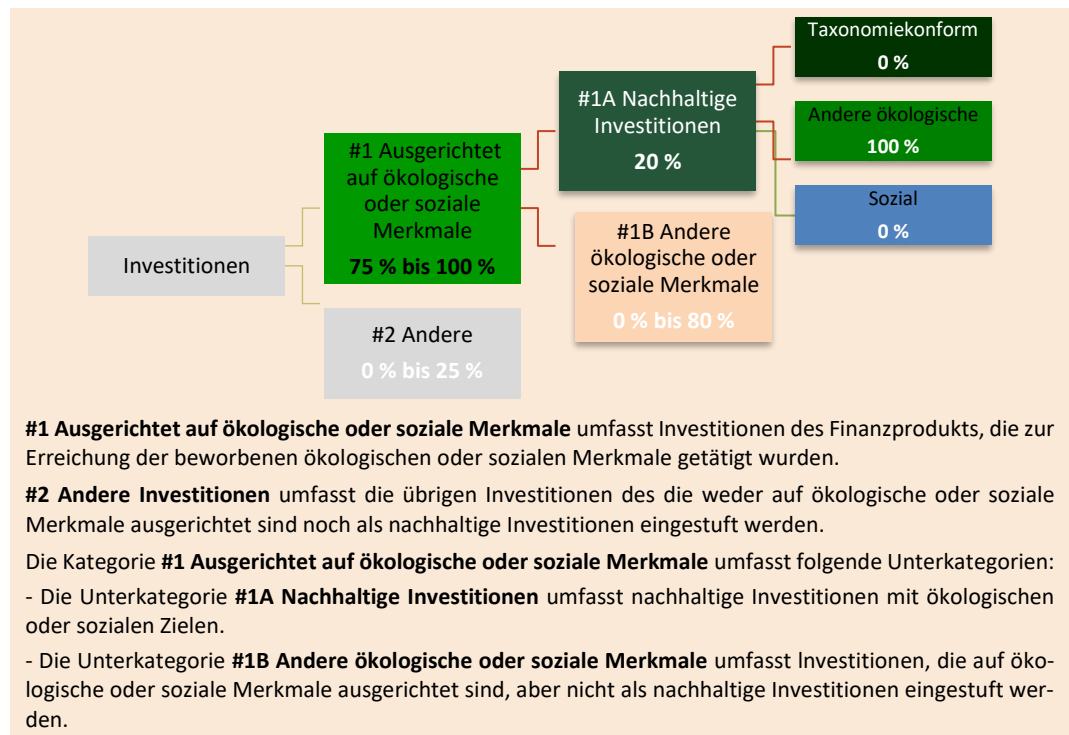 Taxonomiekonform
0 %
#1A Nachhaltige
Investitionen
20 %
Andere ökologische
100 %
#1 Ausgerichtet
auf ökologische
oder soziale
Merkmale
75 % bis 100 %
Sozial
0 %
#1B Andere
ökologische oder
soziale Merkmale
0 % bis 80 %
Investitionen
#2 Andere
0 % bis 25 %
#1 Ausgerichtet auf ökologische oder soziale Merkmale umfasst Investitionen des Finanzprodukts, die zur
Erreichung der beworbenen ökologischen oder sozialen Merkmale getätigt wurden.
#2 Andere Investitionen umfasst die übrigen Investitionen des die weder auf ökologische oder soziale
Merkmale ausgerichtet sind noch als nachhaltige Investitionen eingestuft werden.
Die Kategorie #1 Ausgerichtet auf ökologische oder soziale Merkmale umfasst folgende Unterkategorien:
- Die Unterkategorie #1A Nachhaltige Investitionen umfasst nachhaltige Investitionen mit ökologischen
oder sozialen Zielen.
- Die Unterkategorie #1B Andere ökologische oder soziale Merkmale umfasst lnvestitionen, die auf öko-
logische oder soziale Merkmale ausgerichtet sind, aber nicht als nachhaltige Investitionen eingestuft wer-
den.